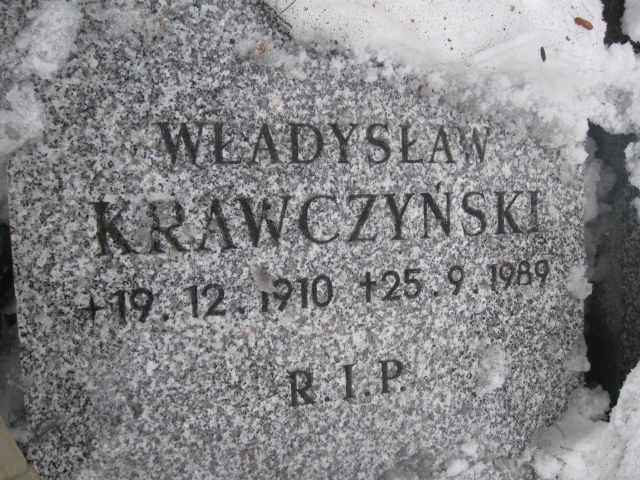 WŁADYSŁAW
KRAWCZYŃSKI
+19.12.1910 +25.9.1989
R.I.P.